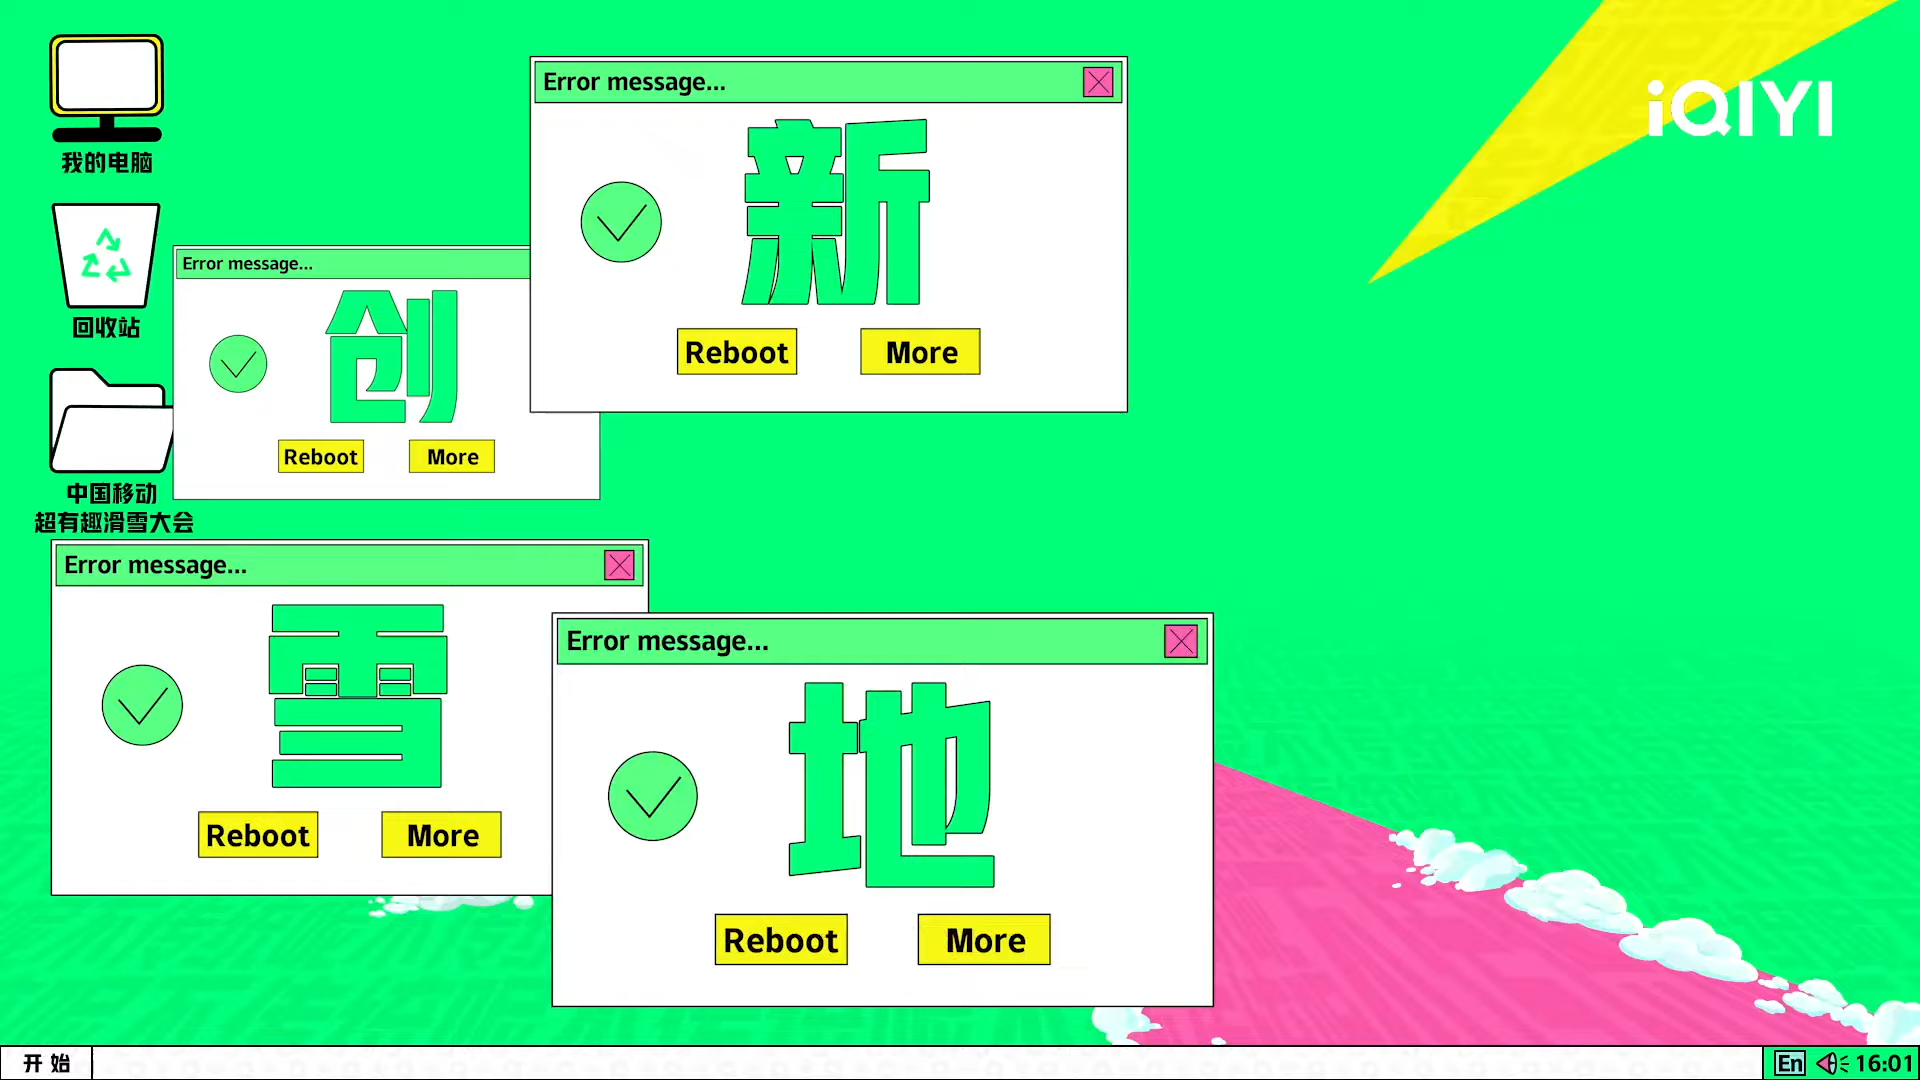 iQIYI
我的电脑
回收站
中国移动
超有趣滑雪大会
Error message...
创
Reboot
More
Error message...
新
Reboot
More
Error message...
雪
Reboot
More
Error message...
地
Reboot
More
开始
En
16:01